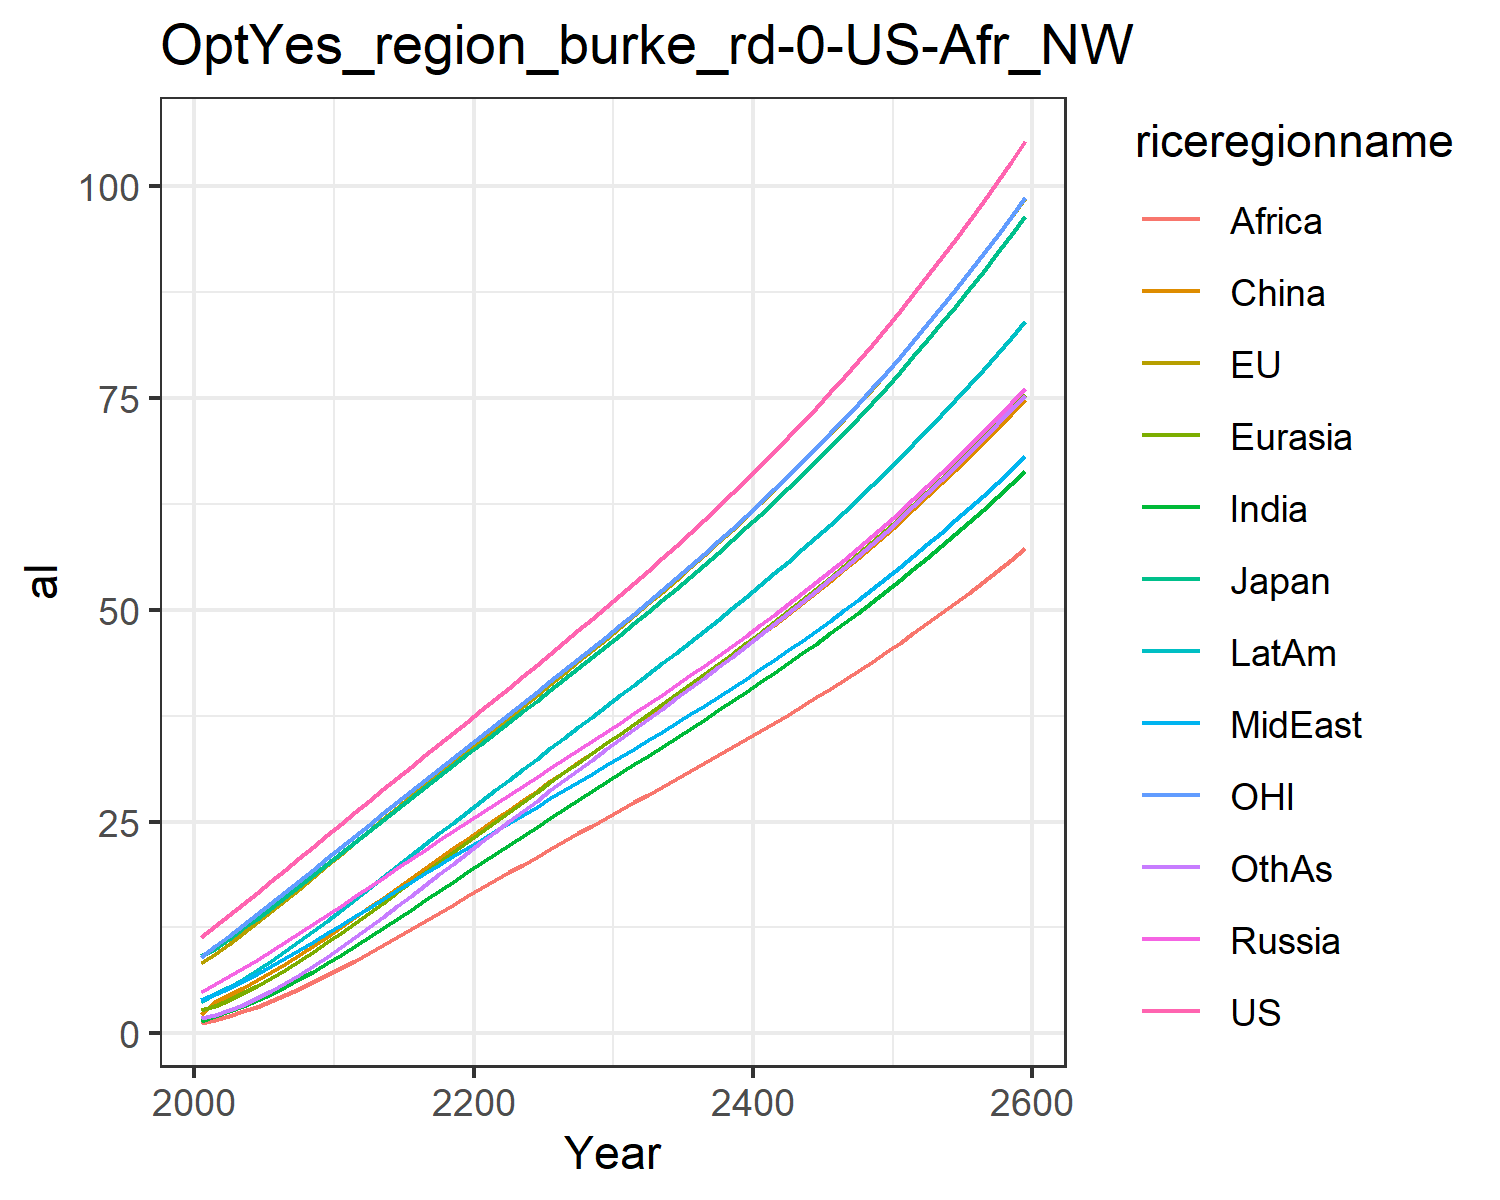 OptYes_region_burke_rd-0-US-Afr_NW
riceregionname
Africa
China
EU
Eurasia
India
Japan
LatAm
MidEast
OHI
OthAs
Russia
US
al
100
75
50
25
0
2000 2200 2400 2600
Year